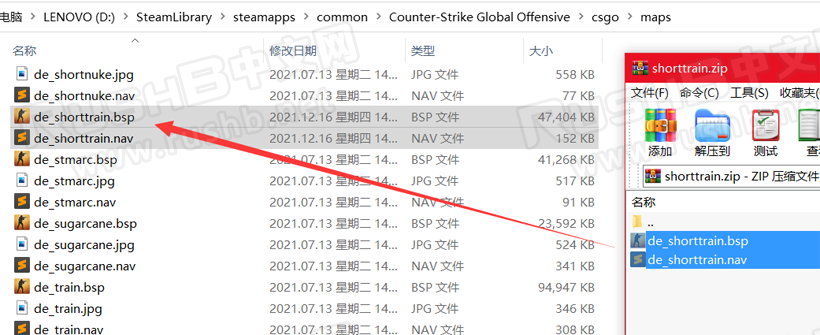 电脑 > LENOVO (D:) > SteamLibrary > steamapps > common > Counter-Strike Global Offensive > csgo > maps
名称 修改日期 类型 大小
de_shortnuke.jpg 2021.07.13 星期二 14... JPG 文件 558 KB
de_shortnuke.nav 2021.07.13 星期二 14... NAV 文件 77 KB
de_shorttrain.bsp 2021.12.16 星期四 14... BSP 文件 47,404 KB
de_shorttrain.nav 2021.12.16 星期四 14... NAV 文件 152 KB
de_stmarc.bsp 2021.07.13 星期二 14... BSP 文件 41,268 KB
de_stmarc.jpg 2021.07.13 星期二 14... JPG 文件 517 KB
de_stmarc.nav 2021.07.13 星期二 14... NAV 文件 91 KB
de_sugarcane.bsp 2021.07.13 星期二 14... BSP 文件 23,592 KB
de_sugarcane.jpg 2021.07.13 星期二 14... JPG 文件 524 KB
de_sugarcane.nav 2021.07.13 星期二 14... NAV 文件 341 KB
de_train.bsp 2021.07.13 星期二 14... BSP 文件 94,947 KB
de_train.jpg 2021.07.13 星期二 14... JPG 文件 346 KB
de_train.nav 2021.07.13 星期二 14... NAV 文件 308 KB
shorttrain.zip
文件(F) 命令(C) 工具(S) 收藏夹(
添加 解压到 测试
shorttrain.zip - ZIP 压缩文件
名称
..
de_shorttrain.bsp
de_shorttrain.nav
RUSHB中文网
www.rushb.net